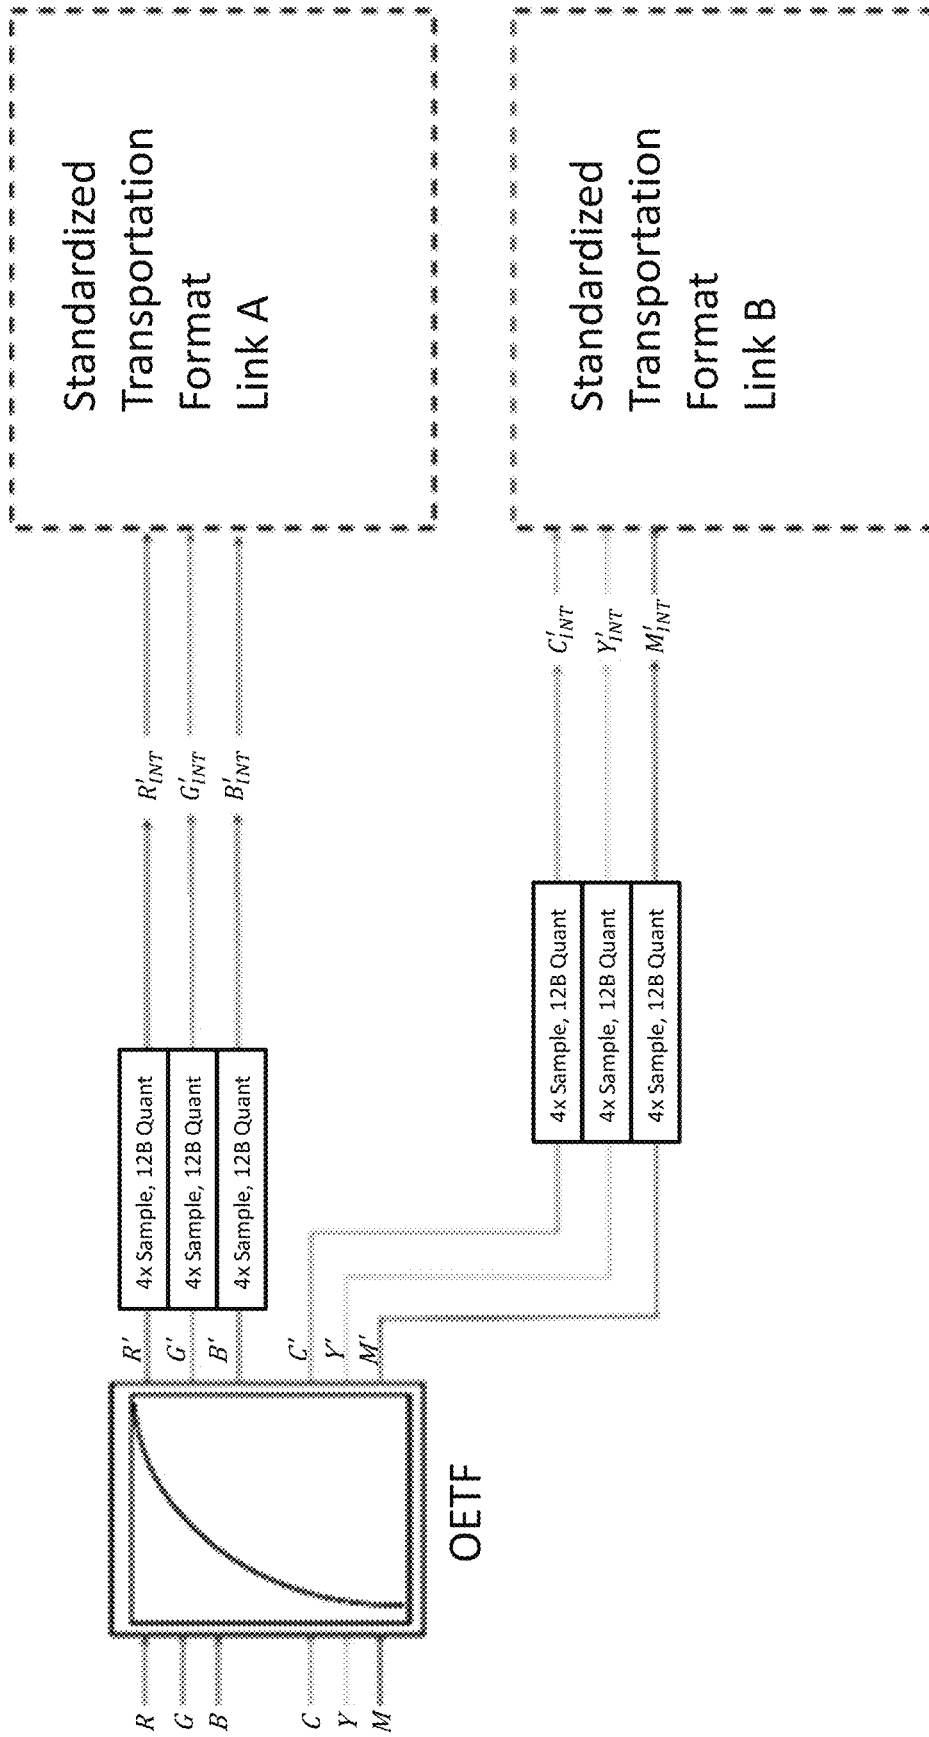 R
G
B
C
Y
M
OETF
R'
G'
B'
C'
Y'
M'
4x Sample, 12B Quant
4x Sample, 12B Quant
4x Sample, 12B Quant
4x Sample, 12B Quant
4x Sample, 12B Quant
4x Sample, 12B Quant
R'INT
G'INT
B'INT
C'INT
Y'INT
M'INT
Standardized
Transportation
Format
Link A
Standardized
Transportation
Format
Link B